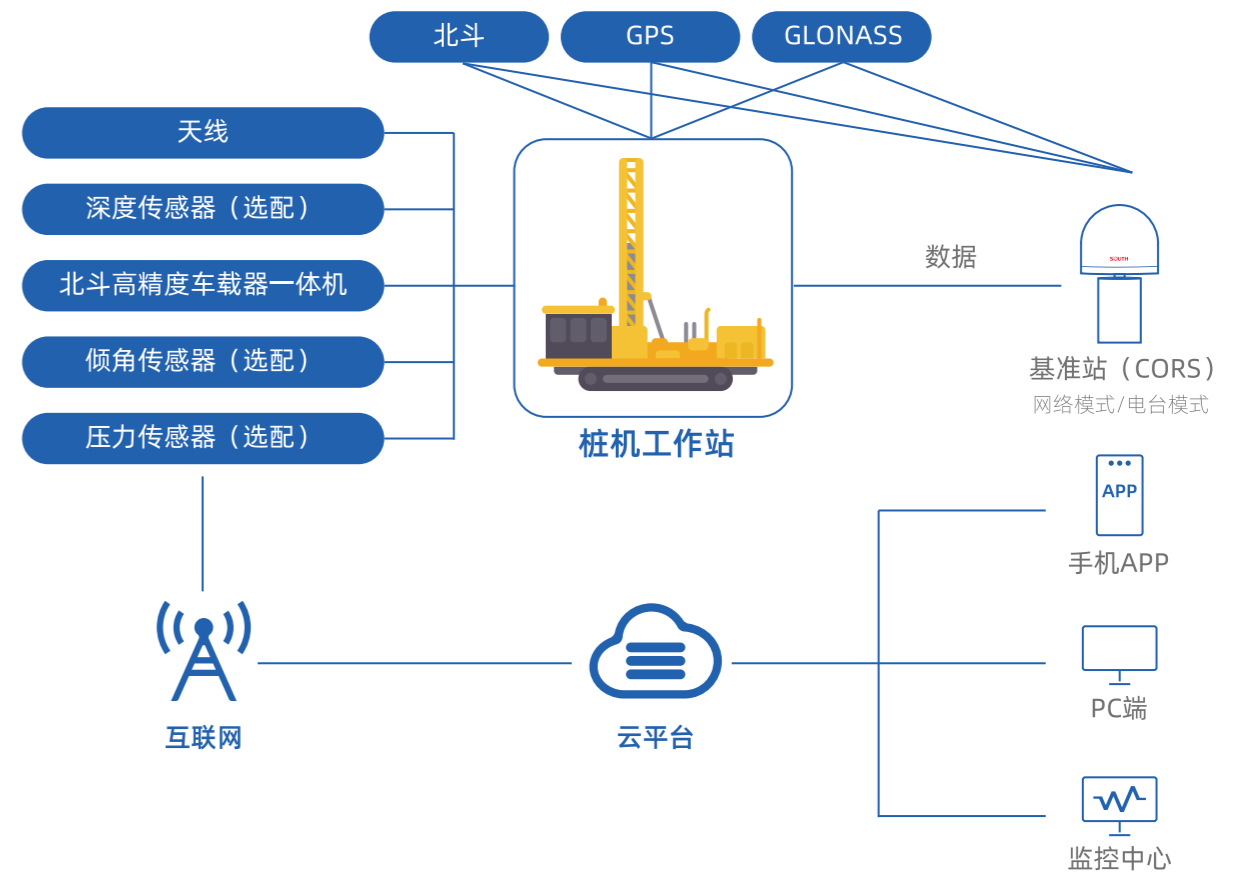 北斗
GPS
GLONASS
天线
深度传感器（选配）
北斗高精度车载器一体机
倾角传感器（选配）
压力传感器（选配）
桩机工作站
数据
SOUTH
基准站（CORS）
网络模式/电台模式
APP
手机APP
PC端
监控中心
互联网
云平台